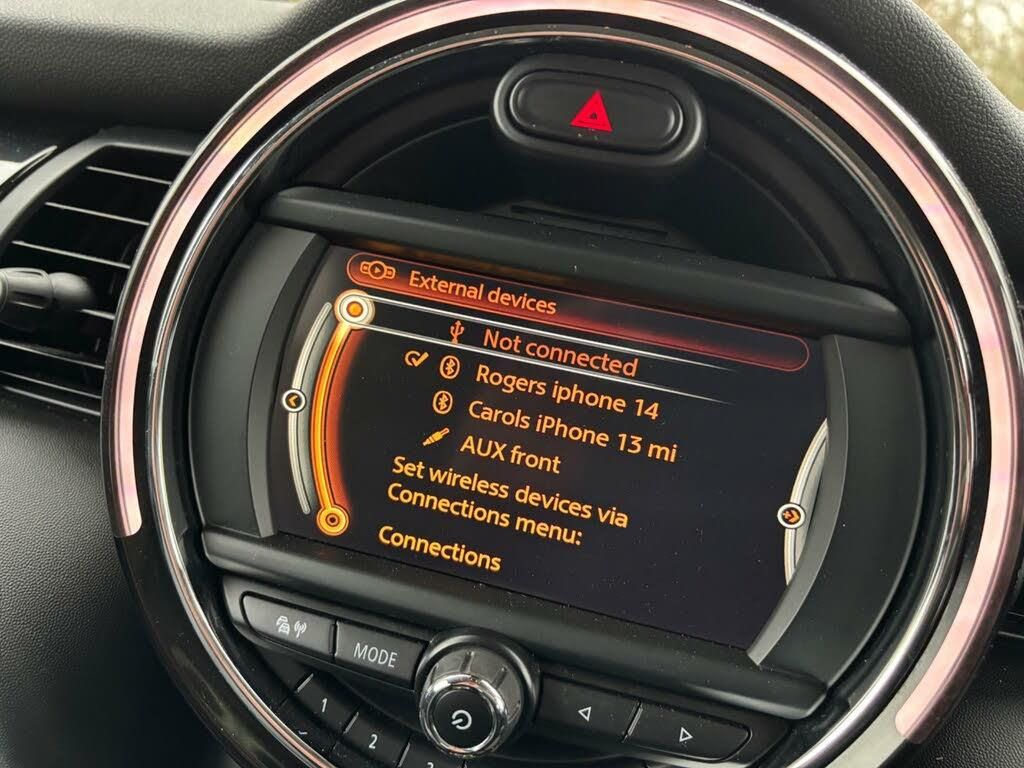 External devices
Not connected
Rogers iphone 14
Carols iPhone 13 mi
AUX front
Set wireless devices via
Connections menu:
Connections
MODE
1
2